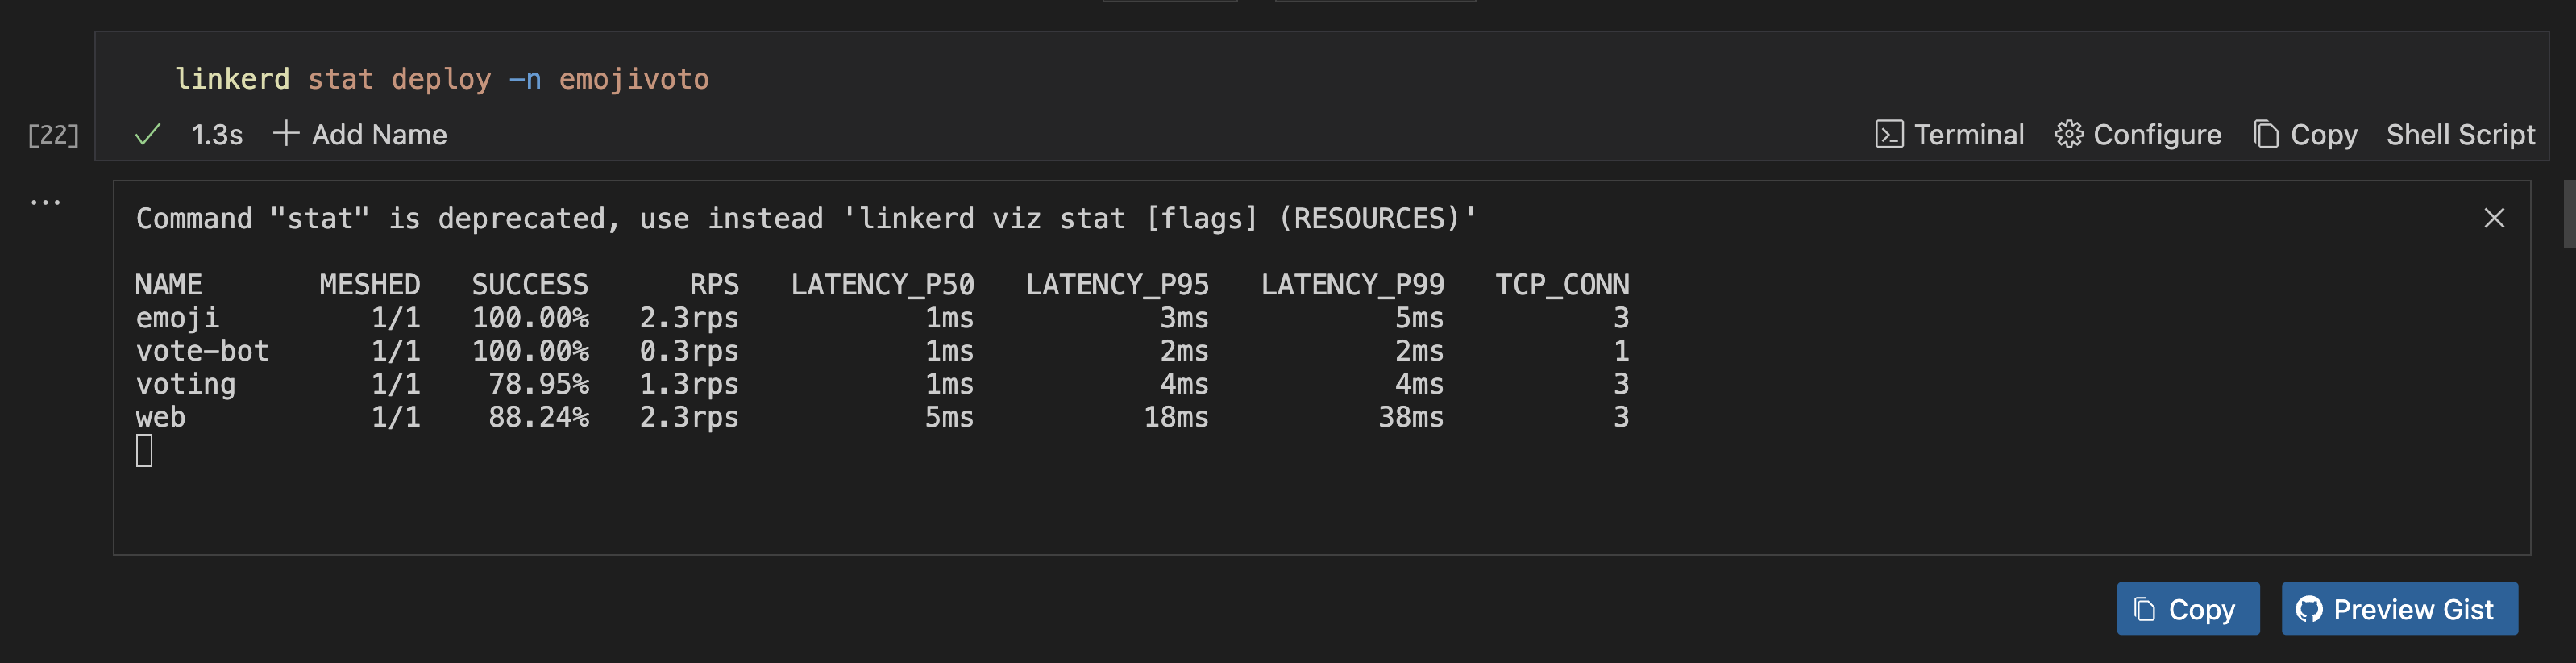 linkerd stat deploy -n emojivoto
[22] 1.3s Add Name Terminal Configure Copy Shell Script
...
Command "stat" is deprecated, use instead 'linkerd viz stat [flags] (RESOURCES)'
NAME MESHED SUCCESS RPS LATENCY_P50 LATENCY_P95 LATENCY_P99 TCP_CONN
emoji 1/1 100.00% 2.3rps 1ms 3ms 5ms 3
vote-bot 1/1 100.00% 0.3rps 1ms 2ms 2ms 1
voting 1/1 78.95% 1.3rps 1ms 4ms 4ms 3
web 1/1 88.24% 2.3rps 5ms 18ms 38ms 3
Copy Preview Gist